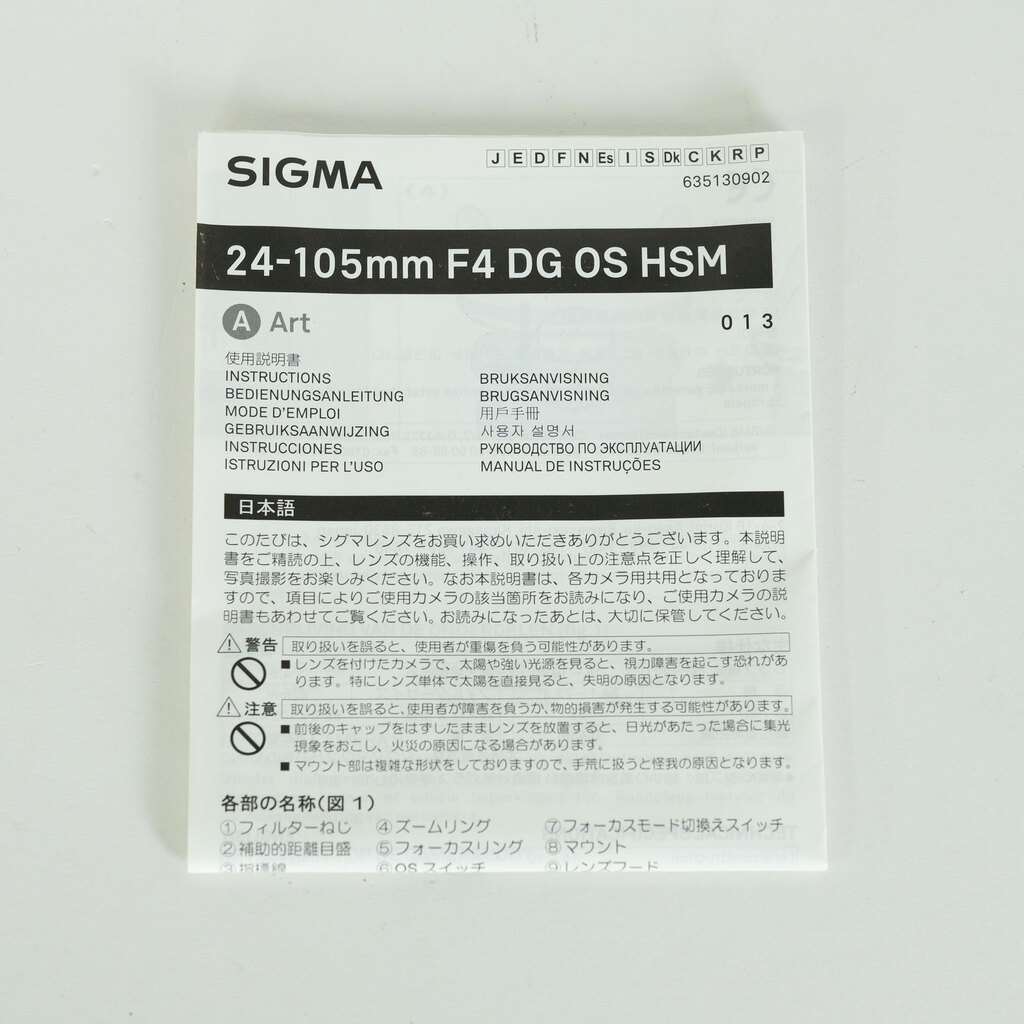 SIGMA
J E D F N Es I S Dk C K R P
635130902
24-105mm F4 DG OS HSM
A Art
013
使用説明書
INSTRUCTIONS
BEDIENUNGSANLEITUNG
MODE D'EMPLOI
GEBRUIKSAANWIJZING
INSTRUCCIONES
ISTRUZIONI PER L'USO
BRUKSANVISNING
BRUGSANVISNING
用戶手冊
사용자 설명서
РУКОВОДСТВО ПО ЭКСПЛУАТАЦИИ
MANUAL DE INSTRUÇÕES
日本語
このたびは、シグマレンズをお買い求めいただきありがとうございます。本説明
書をご精読の上、レンズの機能、操作、取り扱い上の注意点を正しく理解して、
写真撮影をお楽しみください。なお本説明書は、各カメラ用共用となっておりま
すので、項目によりご使用カメラの該当箇所をお読みになり、ご使用カメラの説
明書もあわせてご覧ください。お読みになったあとは、大切に保管してください。
⚠ 警告 取り扱いを誤ると、使用者が重傷を負う可能性があります。
■レンズを付けたカメラで、太陽や強い光源を見ると、視力障害を起こす恐れがあ
ります。特にレンズ単体で太陽を直接見ると、失明の原因となります。
⚠ 注意 取り扱いを誤ると、使用者が障害を負うか、物的損害が発生する可能性があります。
■前後のキャップをはずしたままレンズを放置すると、日光があたった場合に集光
現象をおこし、火災の原因になる場合があります。
■マウント部は複雑な形状をしておりますので、手荒に扱うと怪我の原因となります。
各部の名称(図1)
①フィルターねじ ④ズームリング ⑦フォーカスモード切換えスイッチ
②補助的距離目盛 ⑤フォーカスリング ⑧マウント
③指標線 ⑥OSスイッチ ⑨レンズフード